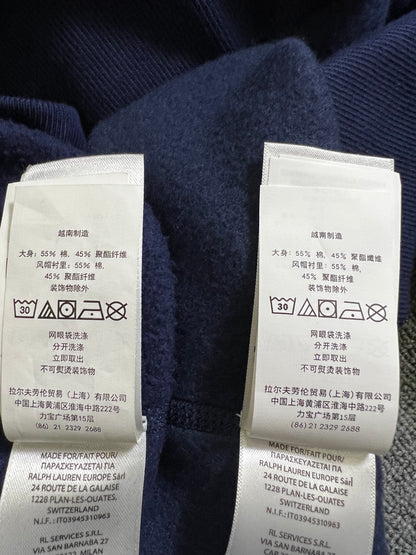 越南制造
大身: 55% 棉, 45% 聚酯纤维
风帽衬里: 55% 棉,
45% 聚酯纤维
装饰物除外
30
网眼袋洗涤
分开洗涤
立即取出
不可熨烫装饰物
拉尔夫劳伦贸易（上海）有限公司
中国上海黄浦区淮海中路222号
力宝广场第15层
(86) 21 2329 2688
MADE FOR/FAIT POUR/
ΠΑΡΑΣΚΕΥΑΖΕΤΑΙ ΓΙΑ
RALPH LAUREN EUROPE Sàrl
24 ROUTE DE LA GALAISE
1228 PLAN-LES-OUATES,
SWITZERLAND
N.I.F.: IT03945310963
RL SERVICES S.R.L.
VIA SAN BARNABA 27
MILAN
越南制造
大身: 55% 棉, 45% 聚酯纤维
风帽衬里: 55% 棉,
45% 聚酯纤维
装饰物除外
30
网眼袋洗涤
分开洗涤
立即取出
不可熨烫装饰物
拉尔夫劳伦贸易（上海）有限公司
中国上海黄浦区淮海中路222号
力宝广场第15层
(86) 21 2329 2688
MADE FOR/FAIT POUR/
ΠΑΡΑΣΚΕΥΑΖΕΤΑΙ ΓΙΑ
RALPH LAUREN EUROPE Sàrl
24 ROUTE DE LA GALAISE
1228 PLAN-LES-OUATES,
SWITZERLAND
N.I.F.: IT03945310963
RL SERVICES S.R.L.
VIA SAN BARNABA 27